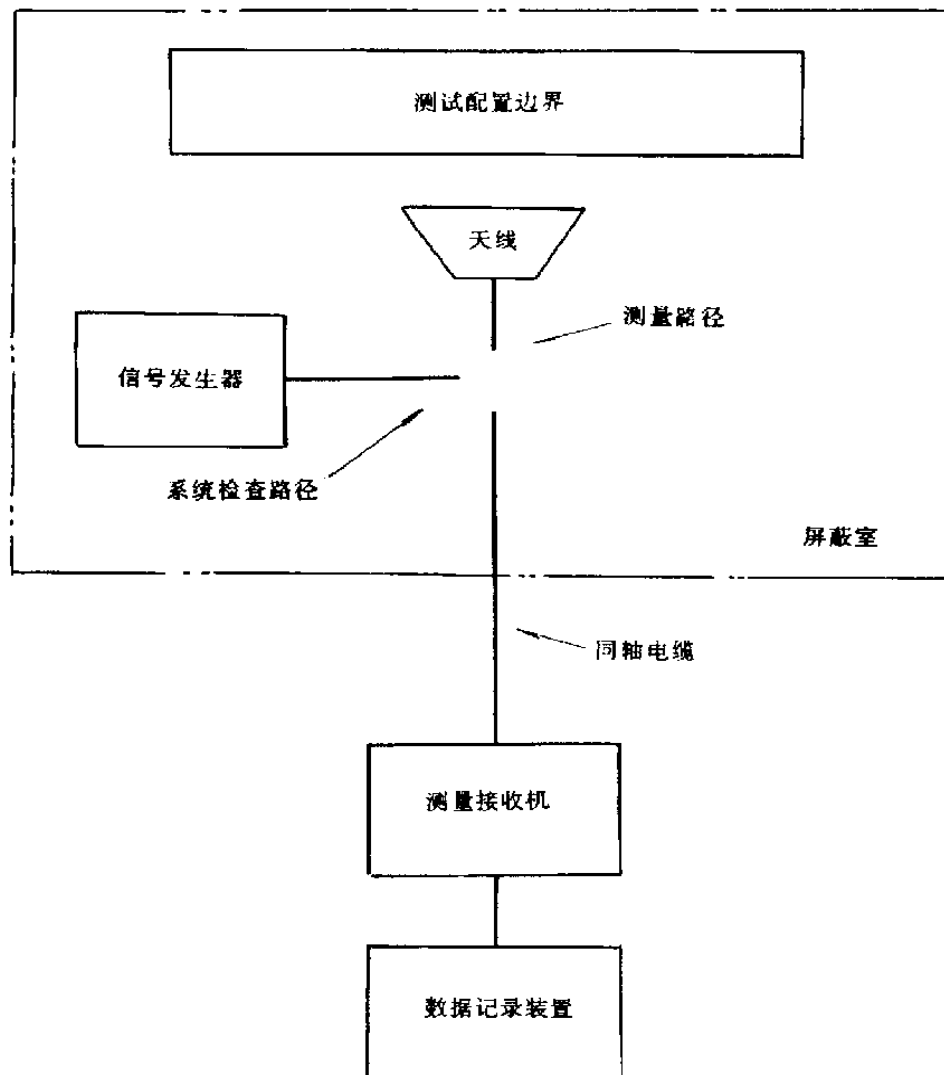 测试配置边界
天线
测量路径
信号发生器
系统检查路径
屏蔽室
同轴电缆
测量接收机
数据记录装置